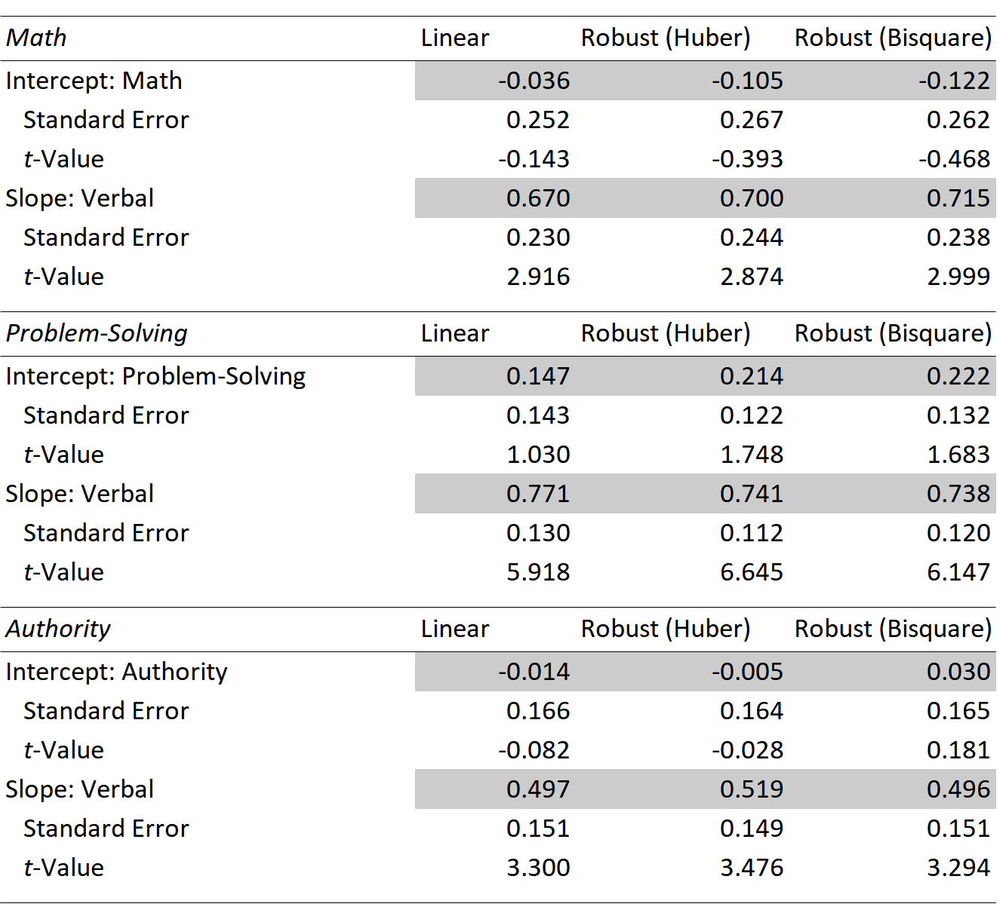 Math Linear Robust (Huber) Robust (Bisquare)
Intercept: Math -0.036 -0.105 -0.122
Standard Error 0.252 0.267 0.262
t-Value -0.143 -0.393 -0.468
Slope: Verbal 0.670 0.700 0.715
Standard Error 0.230 0.244 0.238
t-Value 2.916 2.874 2.999
Problem-Solving Linear Robust (Huber) Robust (Bisquare)
Intercept: Problem-Solving 0.147 0.214 0.222
Standard Error 0.143 0.122 0.132
t-Value 1.030 1.748 1.683
Slope: Verbal 0.771 0.741 0.738
Standard Error 0.130 0.112 0.120
t-Value 5.918 6.645 6.147
Authority Linear Robust (Huber) Robust (Bisquare)
Intercept: Authority -0.014 -0.005 0.030
Standard Error 0.166 0.164 0.165
t-Value -0.082 -0.028 0.181
Slope: Verbal 0.497 0.519 0.496
Standard Error 0.151 0.149 0.151
t-Value 3.300 3.476 3.294